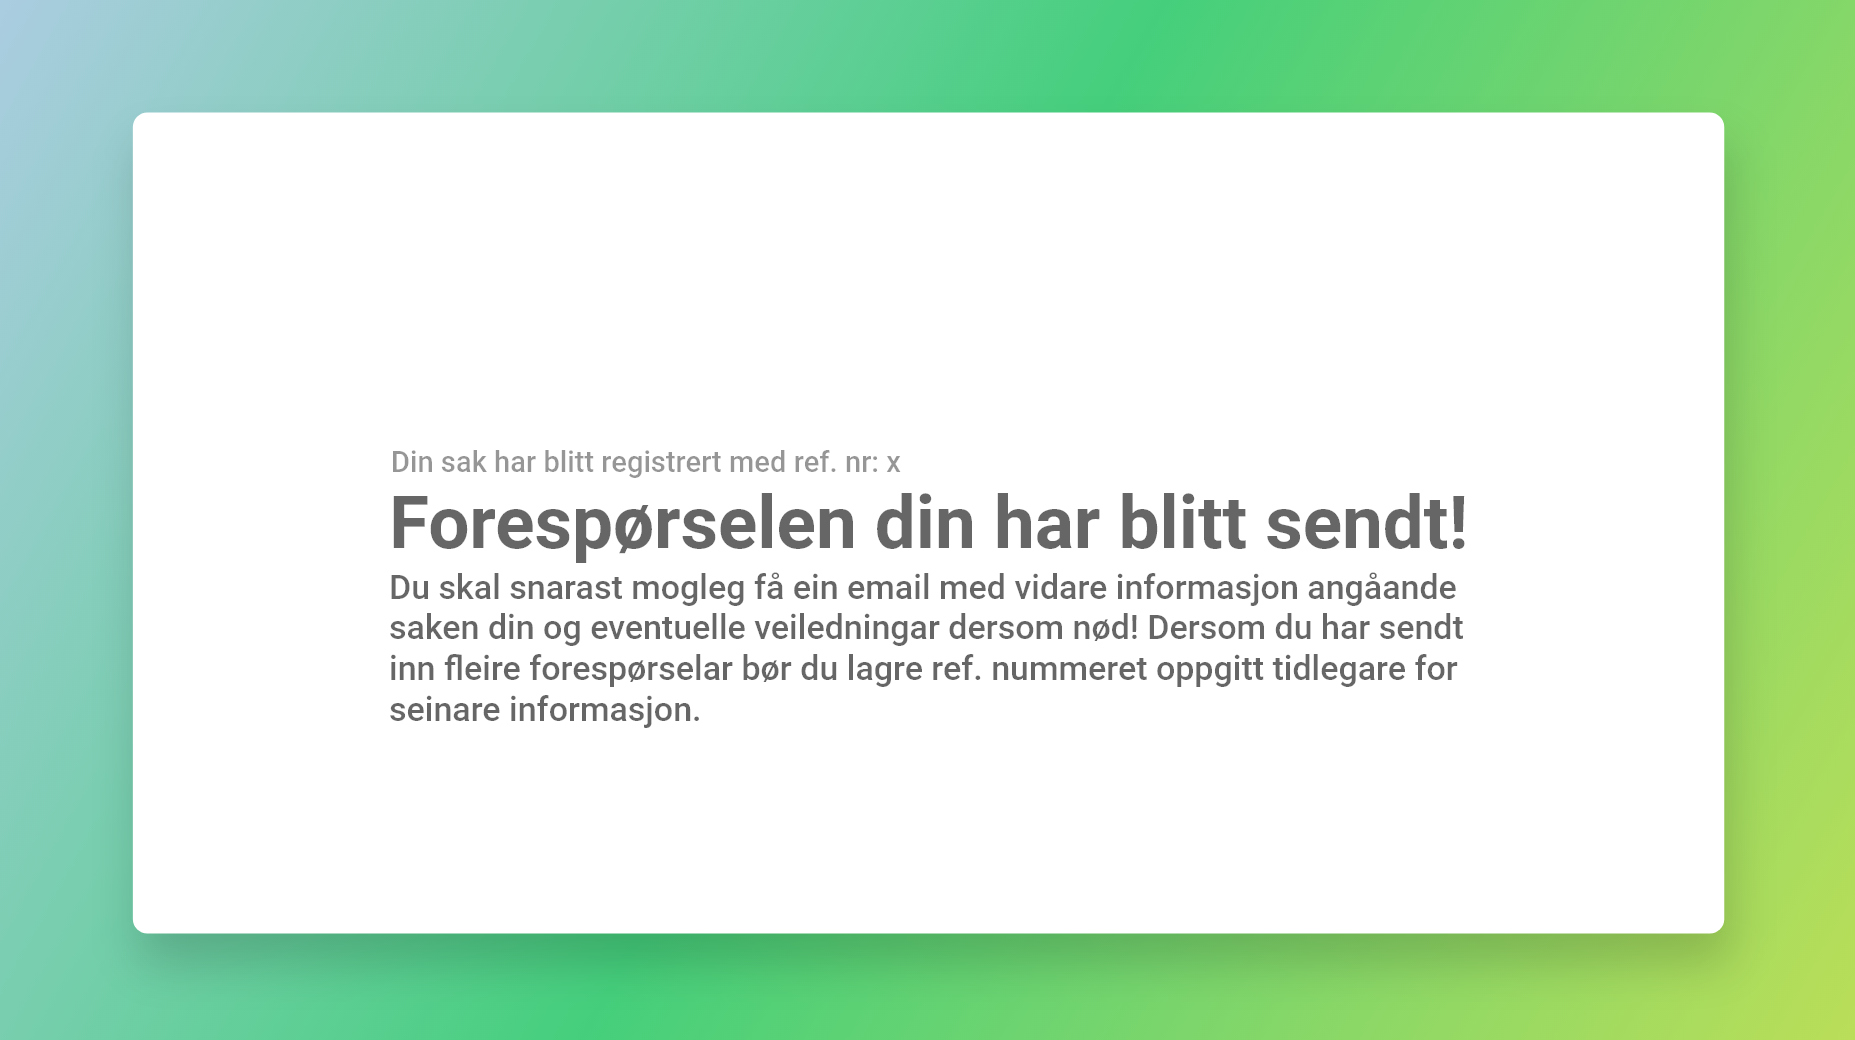 Din sak har blitt registrert med ref. nr: x
Forespørselen din har blitt sendt!
Du skal snarast mogleg få ein email med vidare informasjon angåande
saken din og eventuelle veiledningar dersom nød! Dersom du har sendt
inn fleire forespørselar bør du lagre ref. nummeret oppgitt tidlegare for
seinare informasjon.